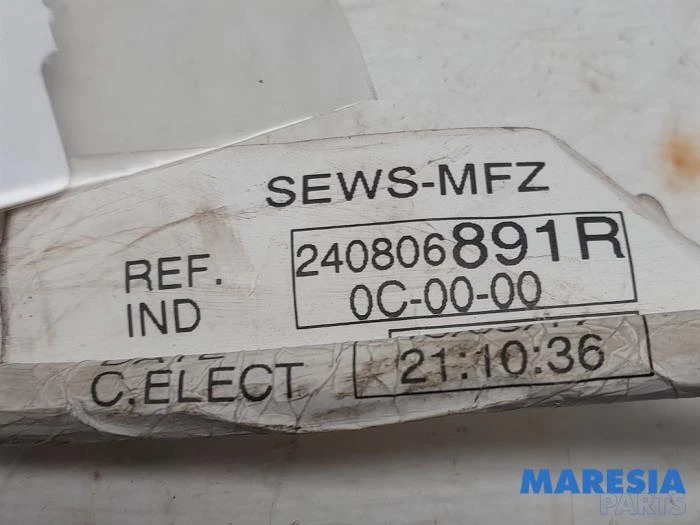 SEWS-MFZ
REF. 240806891R
IND 0C-00-00
C.ELECT 21:10:36
MARESIA
PARTS